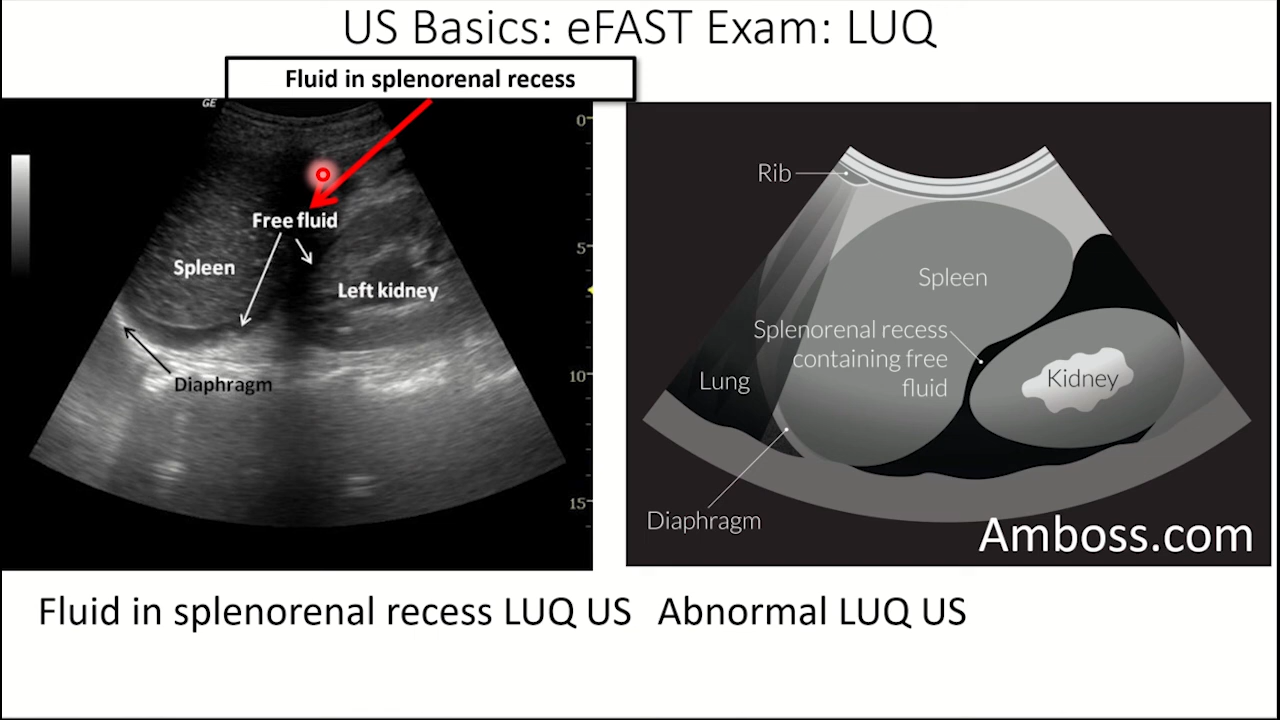 US Basics: eFAST Exam: LUQ
Fluid in splenorenal recess
GE
0
5
10
15
Free fluid
Spleen
Left kidney
Diaphragm
Rib
Spleen
Splenorenal recess
containing free
fluid
Lung
Kidney
Diaphragm
Amboss.com
Fluid in splenorenal recess LUQ US
Abnormal LUQ US